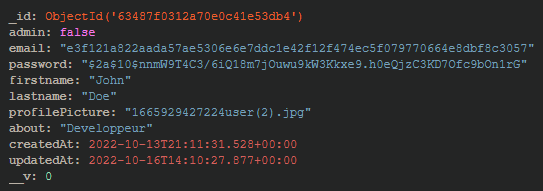 _id: ObjectId('63487f0312a70e0c41e53db4')
admin: false
email: "e3f121a822aada57ae5306e6e7ddc1e42f12f474ec5f079770664e8dbf8c3057"
password: "$2a$10$nnmW9T4C3/6iQ18m7jOuwu9kW3Kkxe9.h0eQjzC3KD7Ofc9bOn1rG"
firstname: "John"
lastname: "Doe"
profilePicture: "1665929427224user(2).jpg"
about: "Developpeur"
createdAt: 2022-10-13T21:11:31.528+00:00
updatedAt: 2022-10-16T14:10:27.877+00:00
__v: 0